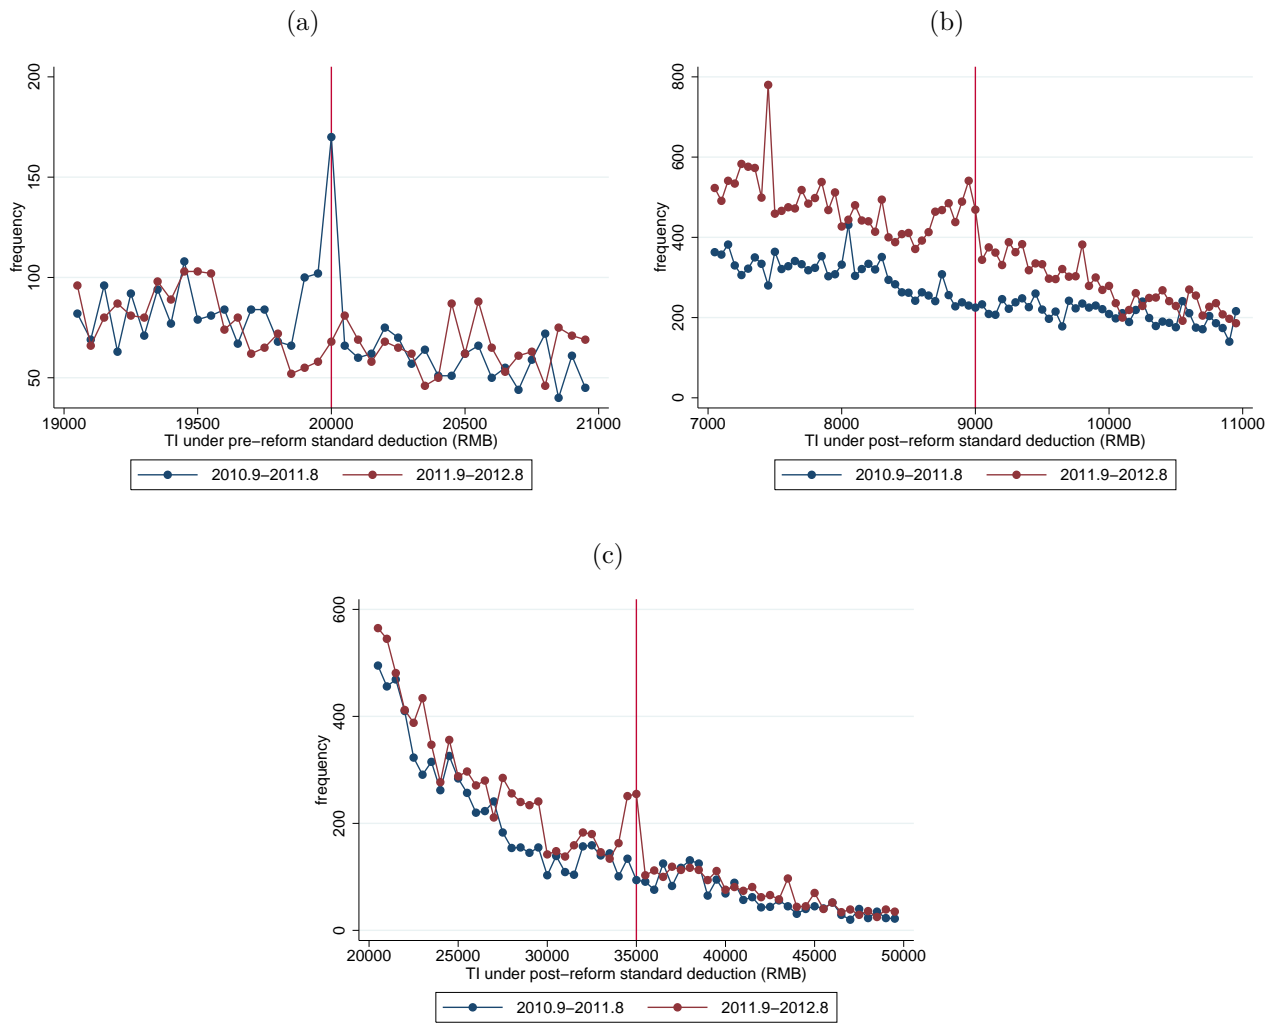 (a)
200
150
100
50
frequency
19000 19500 20000 20500 21000
TI under pre−reform standard deduction (RMB)
2010.9−2011.8 2011.9−2012.8
(b)
800
600
400
200
0
frequency
7000 8000 9000 10000 11000
TI under post−reform standard deduction (RMB)
2010.9−2011.8 2011.9−2012.8
(c)
600
400
200
0
frequency
20000 25000 30000 35000 40000 45000 50000
TI under post−reform standard deduction (RMB)
2010.9−2011.8 2011.9−2012.8